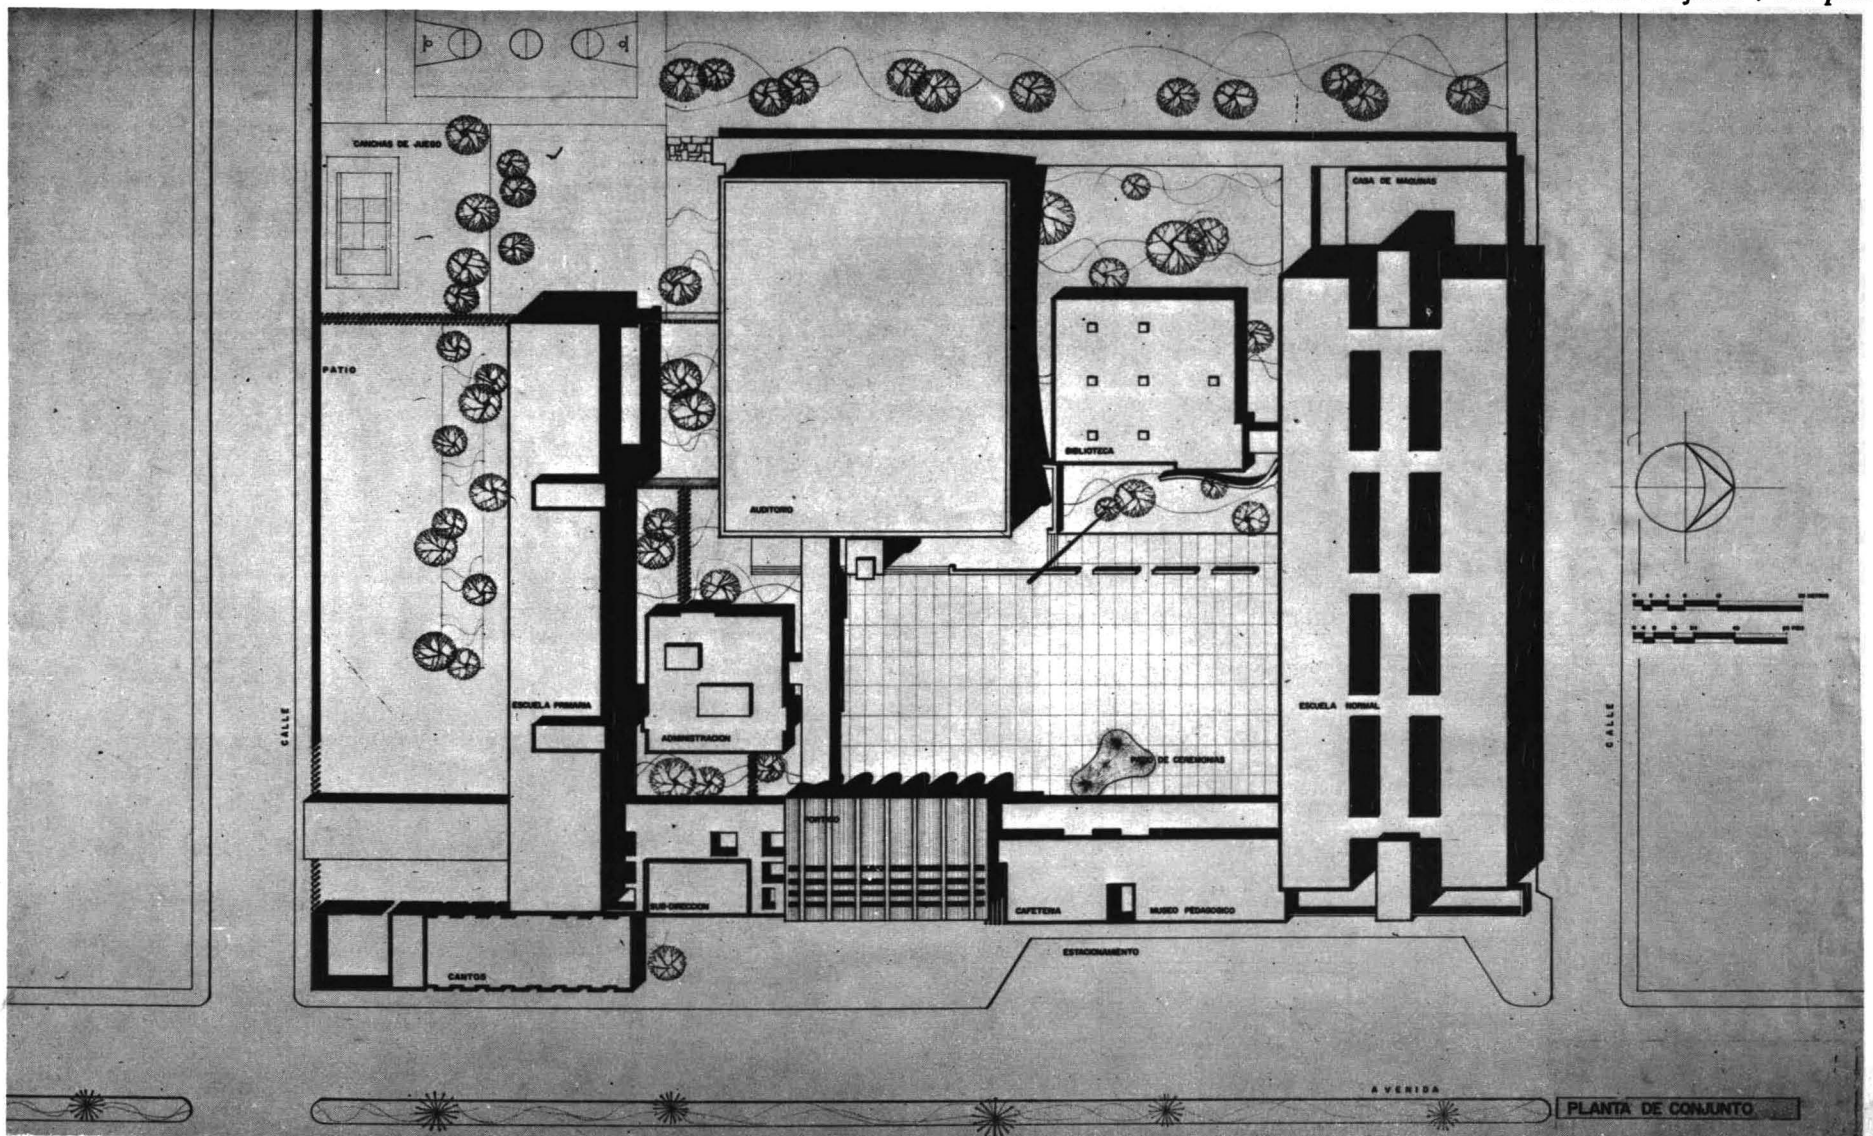 CANCHAS DE JUEGO
CASA DE MAQUINAS
PATIO
BIBLIOTECA
AUDITORIO
ESCUELA PRIMARIA
ESCUELA NORMAL
CALLE
CALLE
ADMINISTRACION
PATIO DE CEREMONIAS
PORTICO
SUB-DIRECCION
CAFETERIA
MUSEO PEDAGOGICO
ESTACIONAMIENTO
CANTOS
AVENIDA
PLANTA DE CONJUNTO